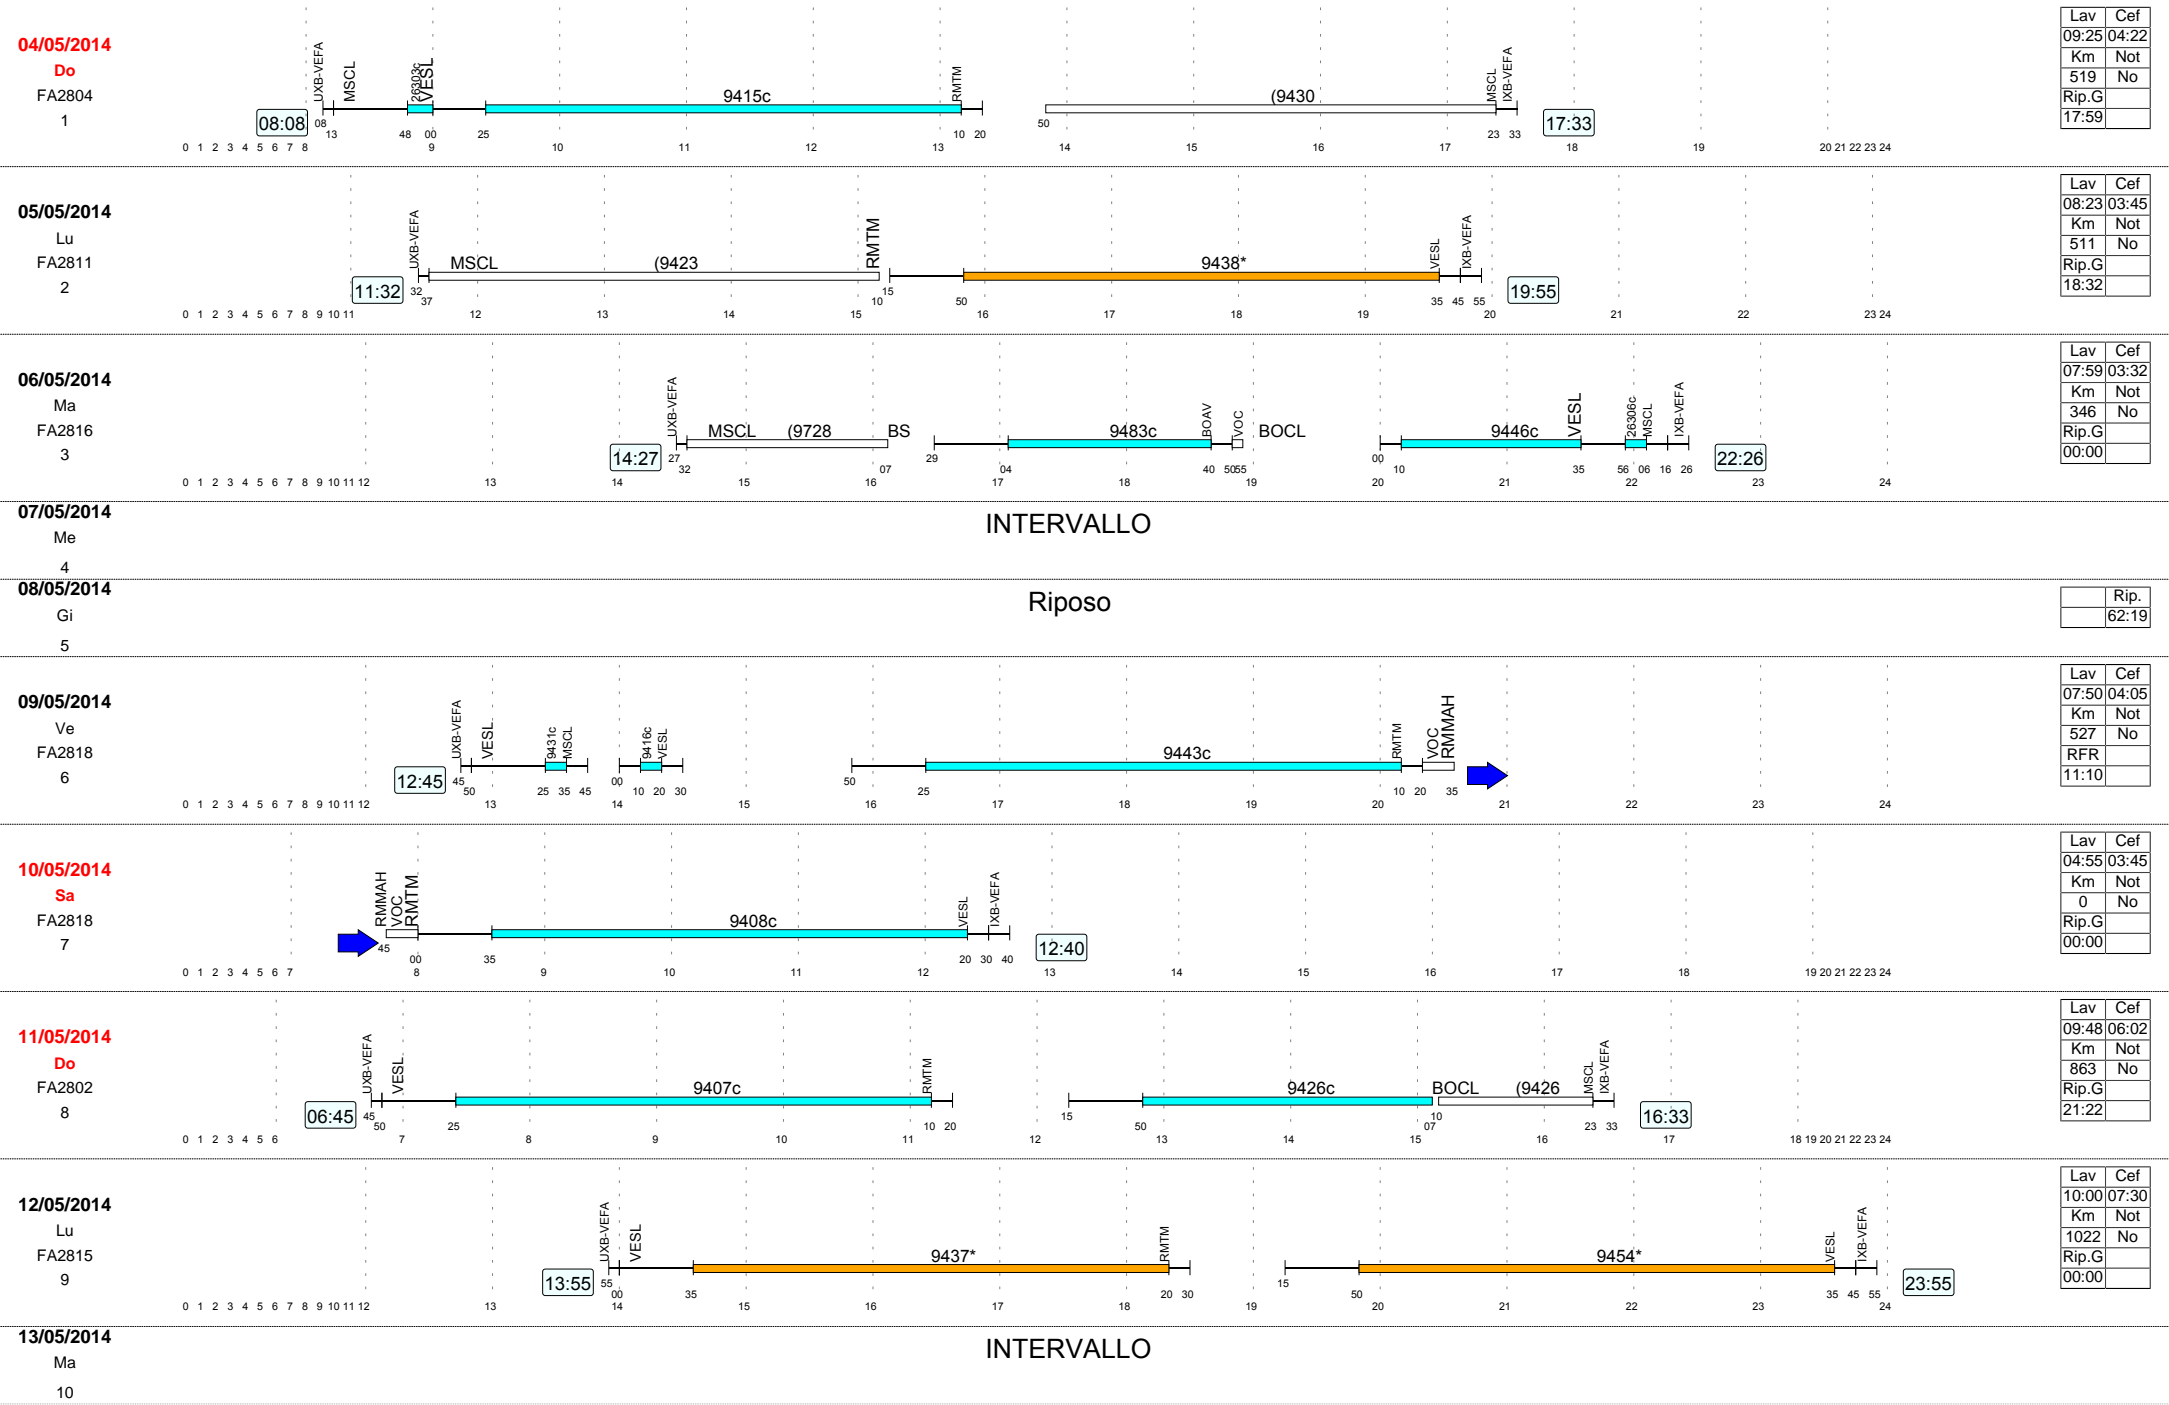 04/05/2014
Do
FA2804
1
08:08
UXB-VEFA
MSCL
26303c
VESL
9415c
RMTM
(9430
MSCL
IXB-VEFA
17:33
08 13 48 00 25 10 20 50 23 33
0 1 2 3 4 5 6 7 8 9 10 11 12 13 14 15 16 17 18 19 20 21 22 23 24
Lav Cef
09:25 04:22
Km Not
519 No
Rip.G
17:59
05/05/2014
Lu
FA2811
2
11:32
UXB-VEFA
MSCL
(9423
RMTM
9438*
VESL
IXB-VEFA
19:55
32 37 10 15 50 35 45 55
0 1 2 3 4 5 6 7 8 9 10 11 12 13 14 15 16 17 18 19 20 21 22 23 24
Lav Cef
08:23 03:45
Km Not
511 No
Rip.G
18:32
06/05/2014
Ma
FA2816
3
14:27
UXB-VEFA
MSCL
(9728
BS
9483c
BOAV
VOC
BOCL
9446c
VESL
26306c
MSCL
IXB-VEFA
22:26
27 32 07 29 04 40 50 55 00 10 35 56 06 16 26
0 1 2 3 4 5 6 7 8 9 10 11 12 13 14 15 16 17 18 19 20 21 22 23 24
Lav Cef
07:59 03:32
Km Not
346 No
Rip.G
00:00
07/05/2014
Me
4
INTERVALLO
08/05/2014
Gi
5
Riposo
Rip.
62:19
09/05/2014
Ve
FA2818
6
12:45
UXB-VEFA
VESL
9431c
MSCL
9416c
VESL
9443c
RMTM
VOC
RMMAH
45 50 25 35 45 00 10 20 30 50 25 10 20 35
0 1 2 3 4 5 6 7 8 9 10 11 12 13 14 15 16 17 18 19 20 21 22 23 24
Lav Cef
07:50 04:05
Km Not
527 No
RFR
11:10
10/05/2014
Sa
FA2818
7
RMMAH
VOC
RMTM
9408c
VESL
IXB-VEFA
12:40
45 00 35 20 30 40
0 1 2 3 4 5 6 7 8 9 10 11 12 13 14 15 16 17 18 19 20 21 22 23 24
Lav Cef
04:55 03:45
Km Not
0 No
Rip.G
00:00
11/05/2014
Do
FA2802
8
06:45
UXB-VEFA
VESL
9407c
RMTM
9426c
BOCL
(9426
MSCL
IXB-VEFA
16:33
45 50 25 10 20 15 50 07 10 23 33
0 1 2 3 4 5 6 7 8 9 10 11 12 13 14 15 16 17 18 19 20 21 22 23 24
Lav Cef
09:48 06:02
Km Not
863 No
Rip.G
21:22
12/05/2014
Lu
FA2815
9
13:55
UXB-VEFA
VESL
9437*
RMTM
9454*
VESL
IXB-VEFA
23:55
55 00 35 20 30 15 50 35 45 55
0 1 2 3 4 5 6 7 8 9 10 11 12 13 14 15 16 17 18 19 20 21 22 23 24
Lav Cef
10:00 07:30
Km Not
1022 No
Rip.G
00:00
13/05/2014
Ma
10
INTERVALLO